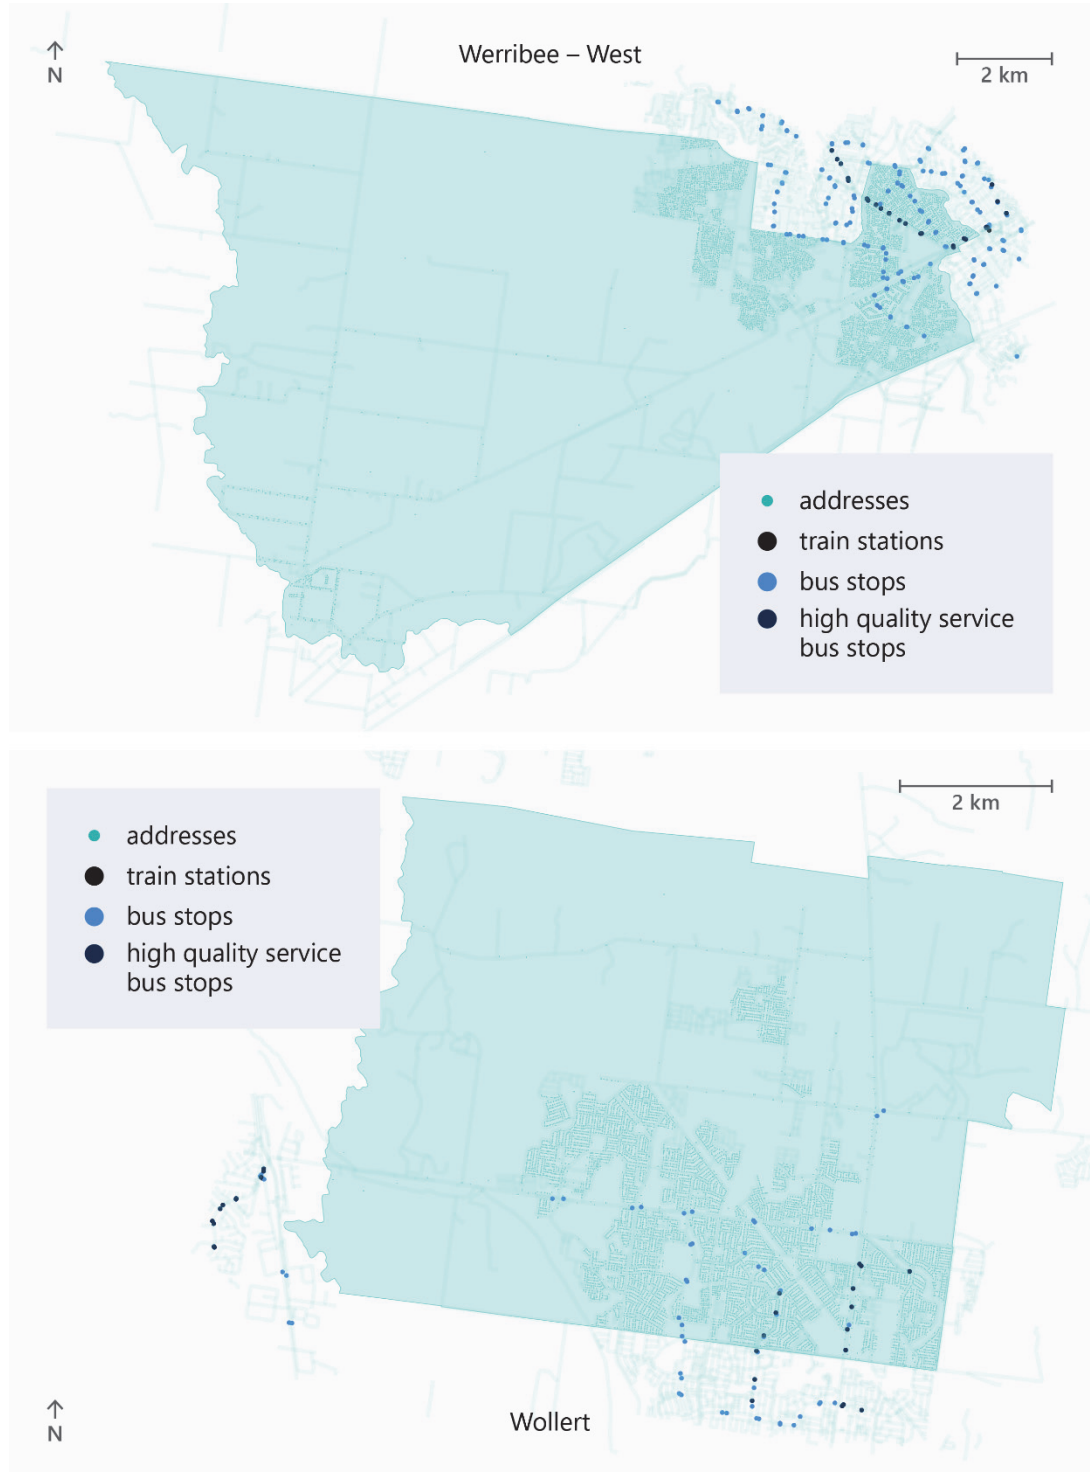 Werribee – West
N
2 km
addresses
train stations
bus stops
high quality service
bus stops
2 km
addresses
train stations
bus stops
high quality service
bus stops
N
Wollert